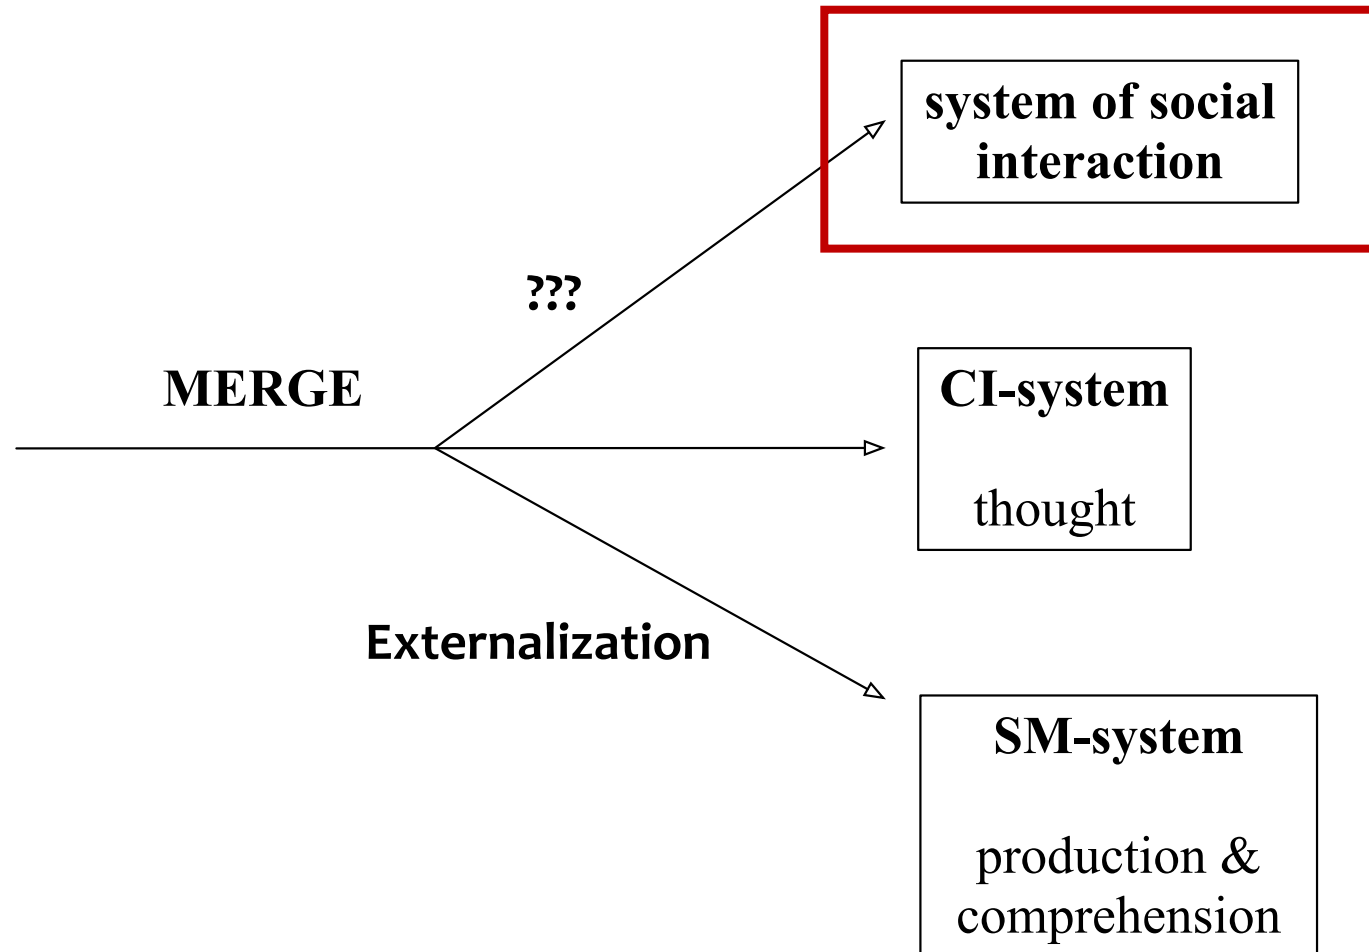 system of social
interaction
???
MERGE
CI-system
thought
Externalization
SM-system
production &
comprehension